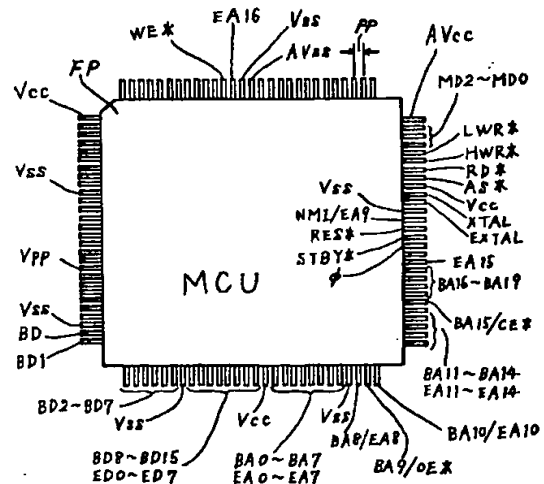 EA16
Vss
PP
WE*
AVss
AVcc
FP
MD2~MD0
Vcc
LWR*
HWR*
RD*
AS*
Vcc
XTAL
EXTAL
Vss
Vss
NMI/EA9
RES*
STBY*
φ
EA15
Vpp
BA16~BA19
MCU
Vss
BD
BD1
BA15/CE*
BA11~BA14
EA11~EA14
BD2~BD7
Vss
Vcc
Vss
BA8/EA8
BA10/EA10
BD8~BD15
ED0~ED7
BA0~BA7
EA0~EA7
BA9/OE*